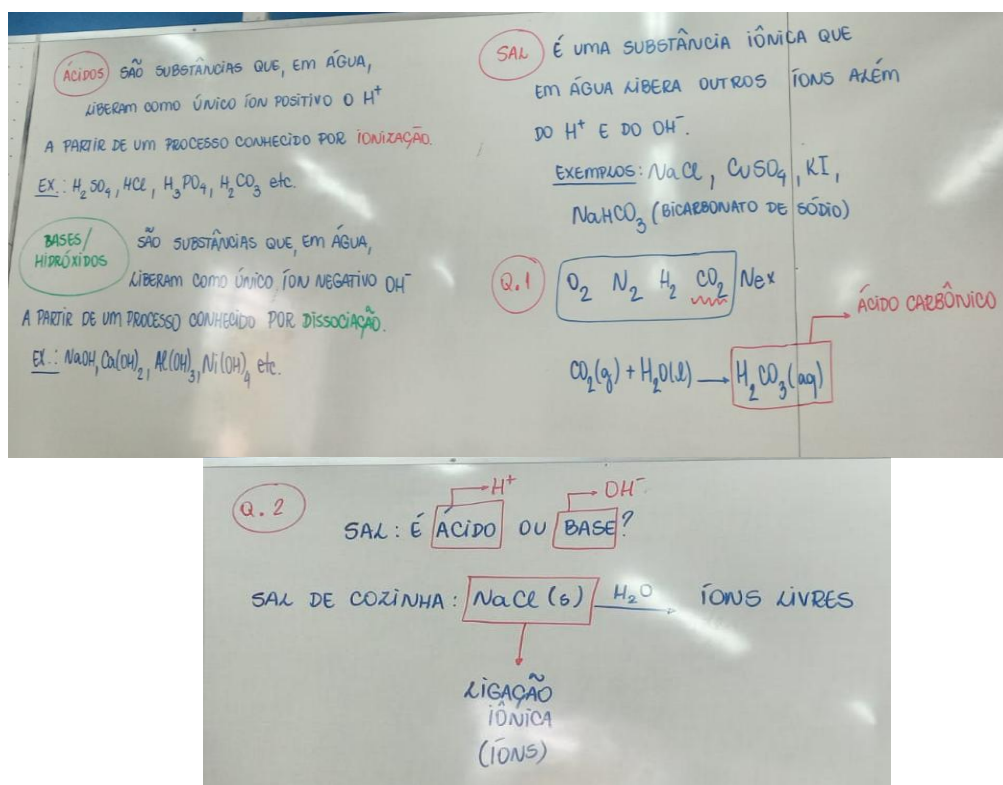 ÁCIDOS SÃO SUBSTÂNCIAS QUE, EM ÁGUA,
LIBERAM COMO ÚNICO ÍON POSITIVO O H⁺
A PARTIR DE UM PROCESSO CONHECIDO POR IONIZAÇÃO.
EX.: H₂SO₄, HCl, H₃PO₄, H₂CO₃ etc.
BASES/
HIDRÓXIDOS
SÃO SUBSTÂNCIAS QUE, EM ÁGUA,
LIBERAM COMO ÚNICO ÍON NEGATIVO OH⁻
A PARTIR DE UM PROCESSO CONHECIDO POR DISSOCIAÇÃO.
EX.: NaOH, Ca(OH)₂, Al(OH)₃, Ni(OH)₄ etc.
SAL É UMA SUBSTÂNCIA IÔNICA QUE
EM ÁGUA LIBERA OUTROS ÍONS ALÉM
DO H⁺ E DO OH⁻.
EXEMPLOS: NaCl, CuSO₄, KI,
NaHCO₃ (BICARBONATO DE SÓDIO)
Q.1 O₂ N₂ H₂ CO₂ Nex
ÁCIDO CARBÔNICO
CO₂(g) + H₂O(l) → H₂CO₃(aq)
Q.2
H⁺ OH⁻
SAL: É ÁCIDO OU BASE?
SAL DE COZINHA: NaCl (s) H₂O → ÍONS LIVRES
LIGAÇÃO
IÔNICA
(ÍONS)